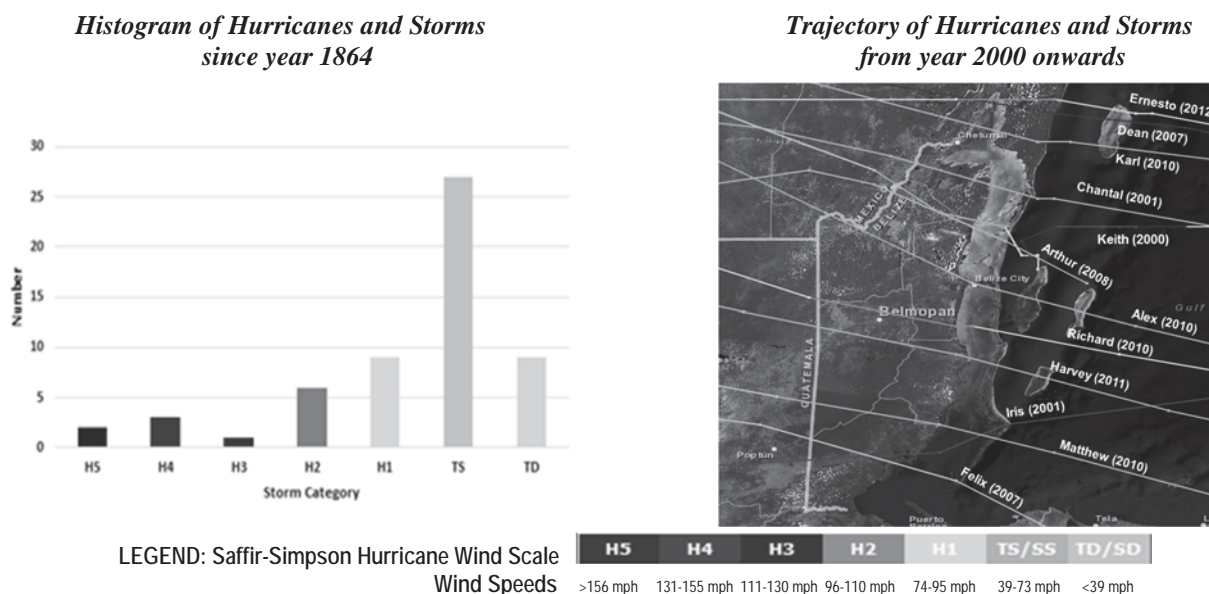 Histogram of Hurricanes and Storms
since year 1864
Number
30
25
20
15
10
5
0
H5 H4 H3 H2 H1 TS TD
Storm Category
Trajectory of Hurricanes and Storms
from year 2000 onwards
Ernesto (2012
Dean (2007)
Chetumal
Karl (2010)
Chantal (2001)
MEXICO
BELIZE
Keith (2000)
Arthur (2008)
Belize City
Gulf
Alex (2010)
Belmopan
Richard (2010)
GUATEMALA
Harvey (2011)
Iris (2001)
Matthew (2010)
Poptun
Felix (2007)
Puerto
Barrios
Tela
L
LEGEND: Saffir-Simpson Hurricane Wind Scale
H5 H4 H3 H2 H1 TS/SS TD/SD
Wind Speeds
>156 mph 131-155 mph 111-130 mph 96-110 mph 74-95 mph 39-73 mph <39 mph